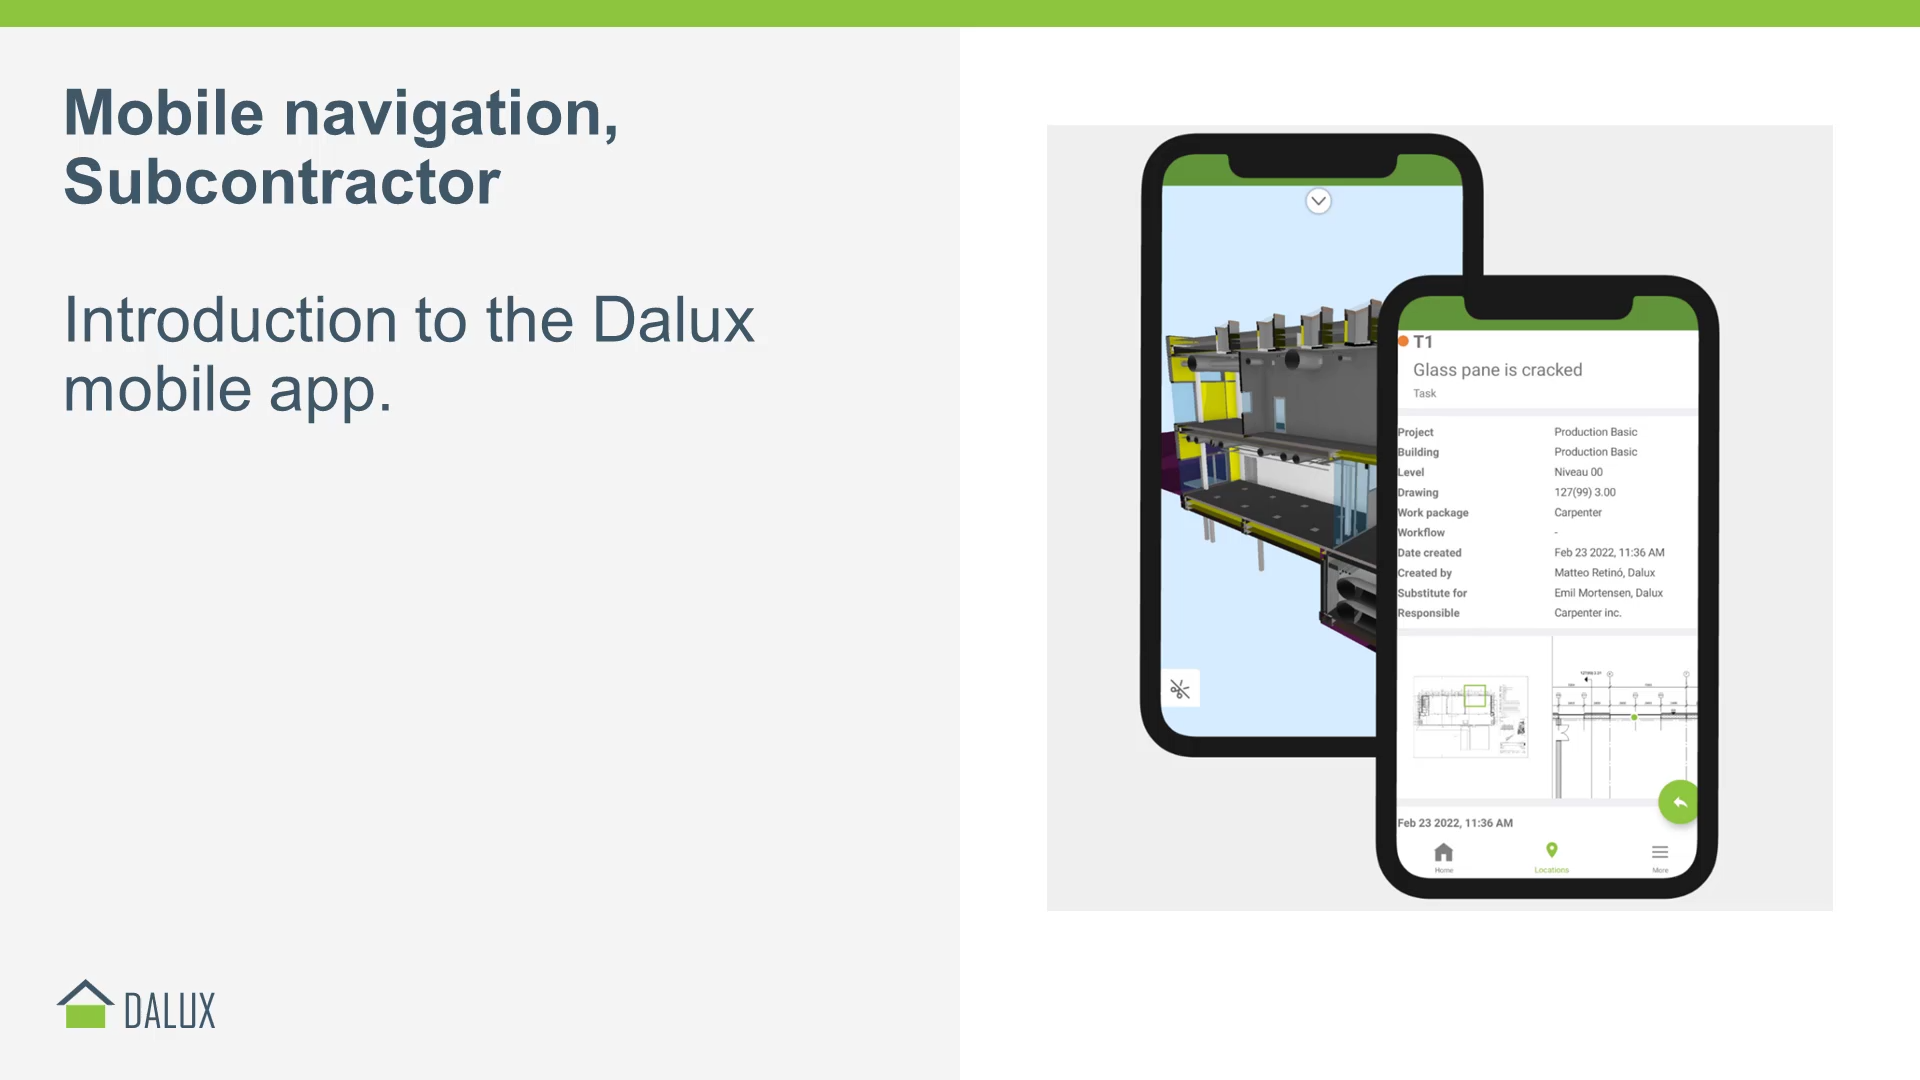 Mobile navigation,
Subcontractor
Introduction to the Dalux
mobile app.
DALUX
T1
Glass pane is cracked
Task
Project Production Basic
Building Production Basic
Level Niveau 00
Drawing 127(99) 3.00
Work package Carpenter
Workflow -
Date created Feb 23 2022, 11:36 AM
Created by Matteo Retinó, Dalux
Substitute for Emil Mortensen, Dalux
Responsible Carpenter inc.
Feb 23 2022, 11:36 AM
Home Locations More